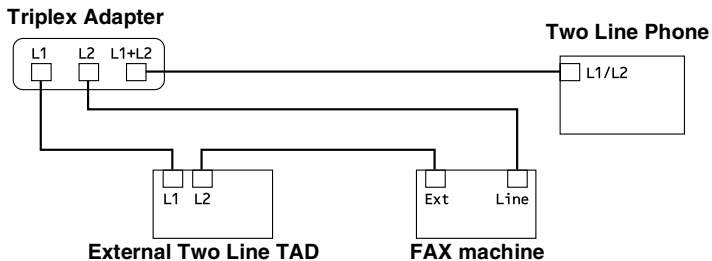 Triplex Adapter
L1 L2 L1+L2
Two Line Phone
L1/L2
L1 L2
Ext Line
External Two Line TAD
FAX machine